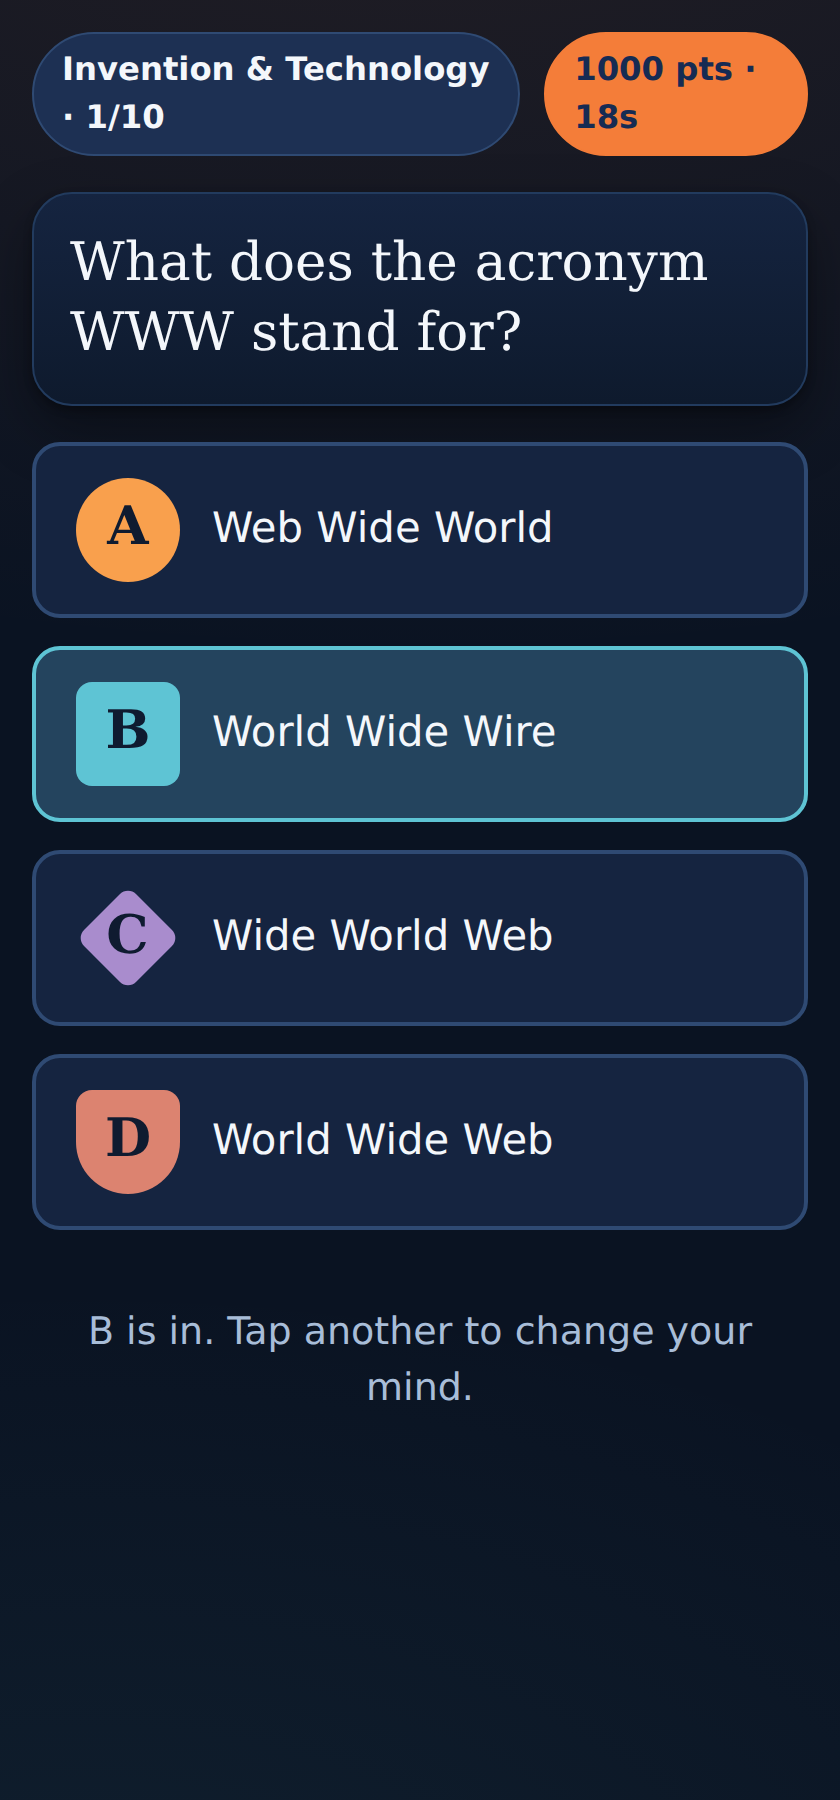 Invention & Technology
· 1/10
1000 pts ·
18s
What does the acronym
WWW stand for?
A
Web Wide World
B
World Wide Wire
C
Wide World Web
D
World Wide Web
B is in. Tap another to change your
mind.